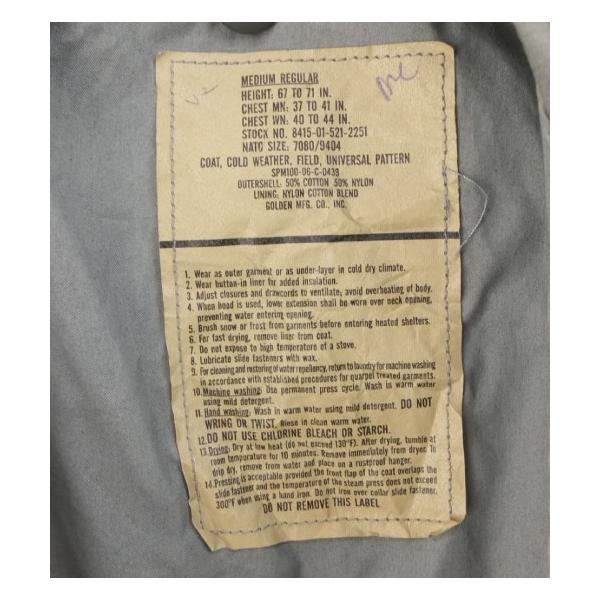 MEDIUM REGULAR
HEIGHT: 67 TO 71 IN.
CHEST MN: 37 TO 41 IN.
CHEST WN: 40 TO 44 IN.
STOCK NO. 8415-01-521-2251
NATO SIZE: 7080/9404
COAT, COLD WEATHER, FIELD, UNIVERSAL PATTERN
SPM100-06-C-0439
OUTERSHELL: 50% COTTON 50% NYLON
LINING: NYLON COTTON BLEND
GOLDEN MFG. CO., INC.
1. Wear as outer garment or as under-layer in cold dry climate.
2. Wear button-in liner for added insulation.
3. Adjust closures and drawcords to ventilate, avoid overheating of body.
4. When hood is used, lower extension shall be worn over neck opening,
preventing water entering opening.
5. Brush snow or frost from garments before entering heated shelters.
6. For fast drying, remove liner from coat.
7. Do not expose to high temperature of a stove.
8. Lubricate slide fasteners with wax.
9. For cleaning and restoring of water repellency, return to laundry for machine washing
in accordance with established procedures for quarpel treated garments.
10. Machine washing: Use permanent press cycle. Wash in warm water
using mild detergent.
11. Hand washing: Wash in warm water using mild detergent. DO NOT
WRING OR TWIST. Rinse in clean warm water.
12. DO NOT USE CHLORINE BLEACH OR STARCH.
13. Drying: Dry at low heat (do not exceed 130°F). After drying, tumble at
room temperature for 10 minutes. Remove immediately from dryer. To
drip dry, remove from water and place on a rustproof hanger.
14. Pressing is acceptable provided the front flap of the coat overlaps the
slide fastener and the temperature of the steam press does not exceed
300°F when using a hand iron. Do not iron over collar slide fastener.
DO NOT REMOVE THIS LABEL